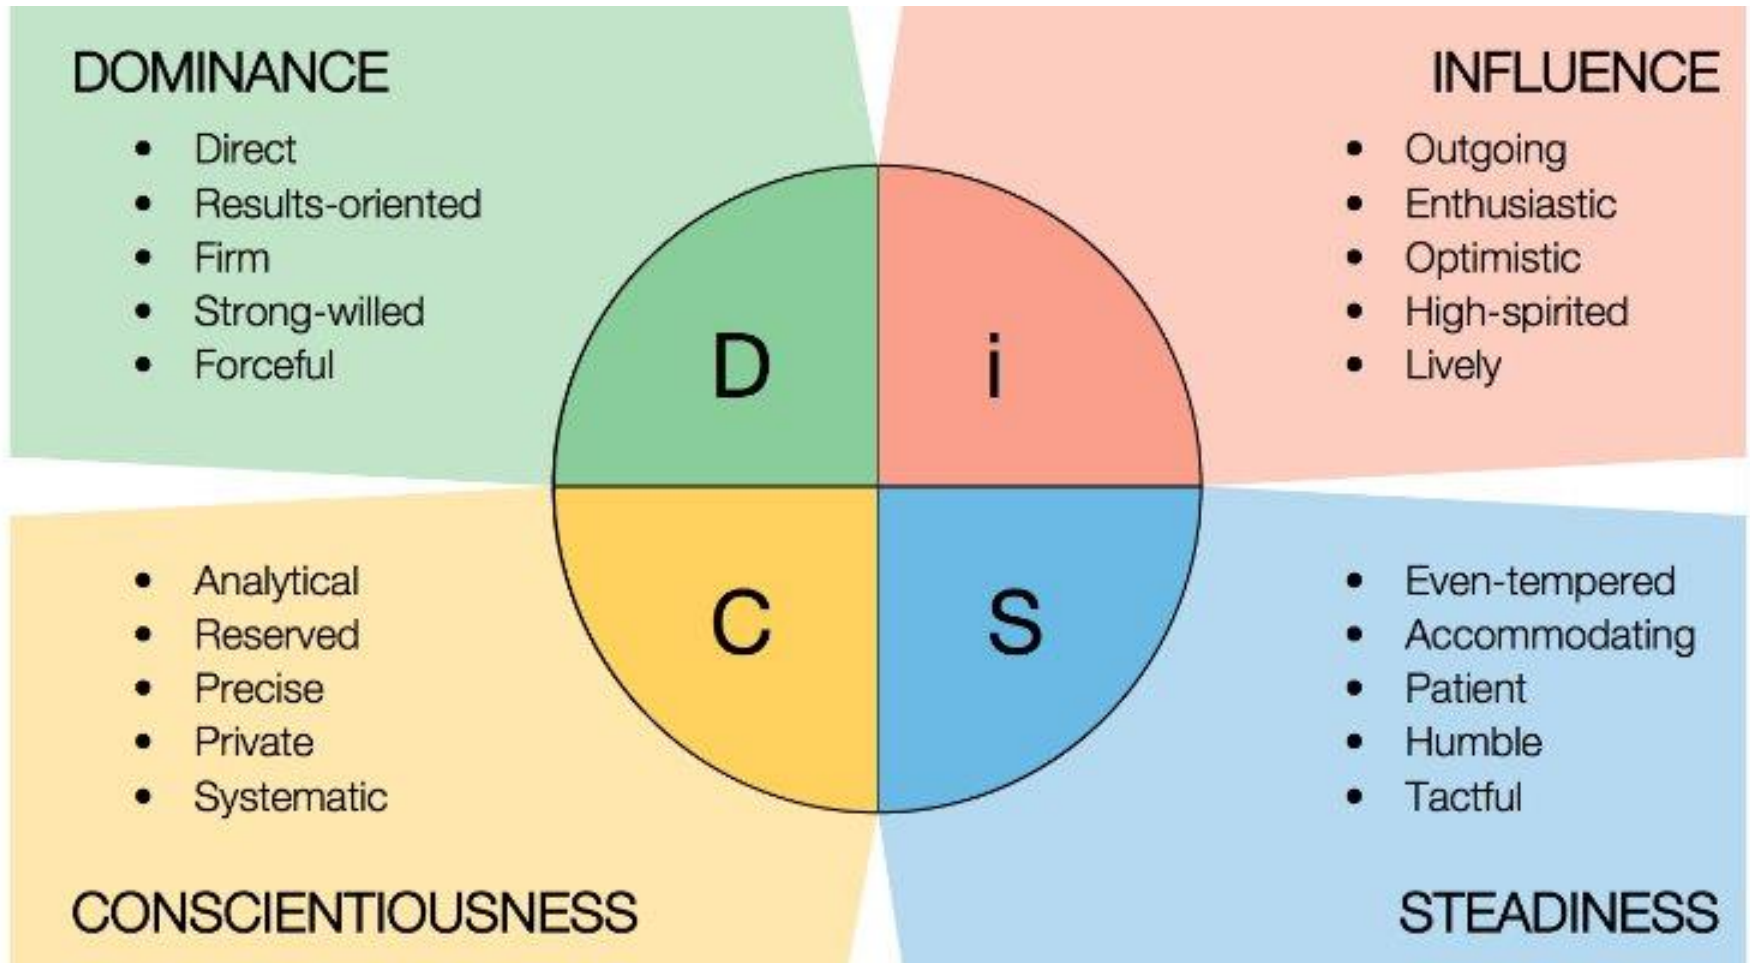 DOMINANCE
• Direct
• Results-oriented
• Firm
• Strong-willed
• Forceful
INFLUENCE
• Outgoing
• Enthusiastic
• Optimistic
• High-spirited
• Lively
D
i
C
S
• Analytical
• Reserved
• Precise
• Private
• Systematic
CONSCIENTIOUSNESS
• Even-tempered
• Accommodating
• Patient
• Humble
• Tactful
STEADINESS